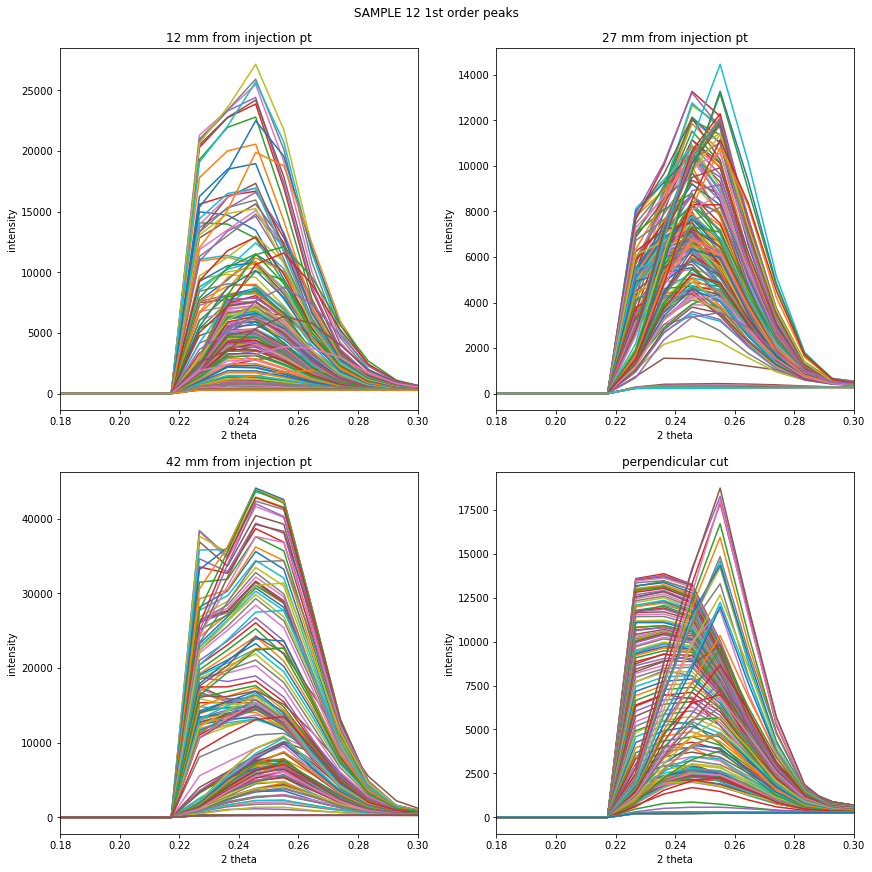 SAMPLE 12 1st order peaks
12 mm from injection pt
intensity
25000
20000
15000
10000
5000
0
0.18 0.20 0.22 0.24 0.26 0.28 0.30
2 theta
27 mm from injection pt
intensity
14000
12000
10000
8000
6000
4000
2000
0
0.18 0.20 0.22 0.24 0.26 0.28 0.30
2 theta
42 mm from injection pt
intensity
40000
30000
20000
10000
0
0.18 0.20 0.22 0.24 0.26 0.28 0.30
2 theta
perpendicular cut
intensity
17500
15000
12500
10000
7500
5000
2500
0
0.18 0.20 0.22 0.24 0.26 0.28 0.30
2 theta